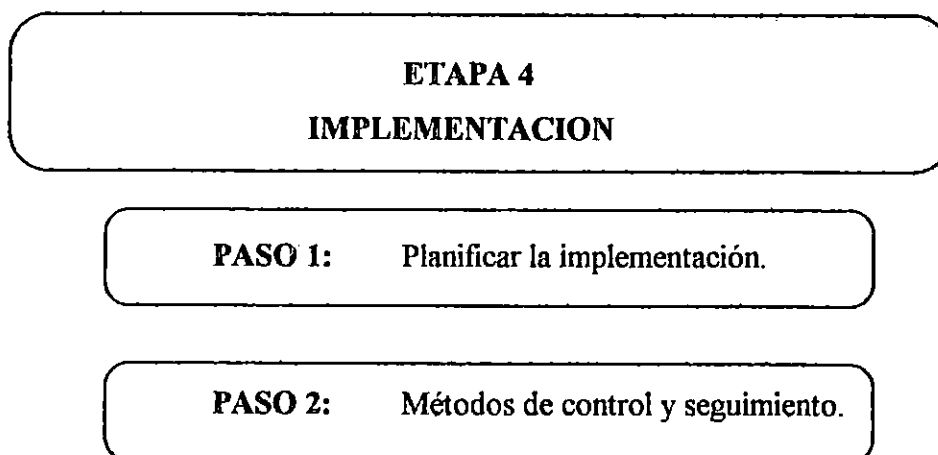 ETAPA 4
IMPLEMENTACION
PASO 1: Planificar la implementación.
PASO 2: Métodos de control y seguimiento.